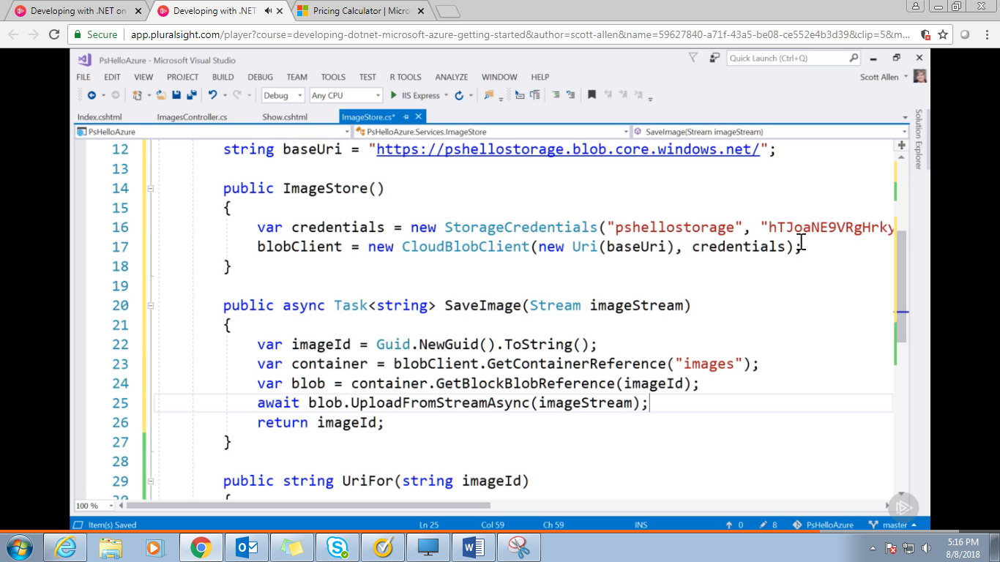 Developing with .NET on
Developing with .NET
Pricing Calculator | Micro
Secure
app.pluralsight.com/player?course=developing-dotnet-microsoft-azure-getting-started&author=scott-allen&name=59627840-a71f-43a5-be08-ce552e4b3d39&clip=5&m...
PsHelloAzure - Microsoft Visual Studio
Quick Launch (Ctrl+Q)
FILE EDIT VIEW PROJECT BUILD DEBUG TEAM TOOLS TEST R TOOLS ANALYZE WINDOW HELP
Scott Allen
Debug Any CPU IIS Express
Index.cshtml ImagesController.cs Show.cshtml ImageStore.cs*
PsHelloAzure PsHelloAzure.Services.ImageStore SaveImage(Stream imageStream)
Solution Explorer
12 string baseUri = "https://pshellostorage.blob.core.windows.net/";
13
14 public ImageStore()
15 {
16 var credentials = new StorageCredentials("pshellostorage", "hTJoaNE9VRgHrky
17 blobClient = new CloudBlobClient(new Uri(baseUri), credentials);
18 }
19
20 public async Task<string> SaveImage(Stream imageStream)
21 {
22 var imageId = Guid.NewGuid().ToString();
23 var container = blobClient.GetContainerReference("images");
24 var blob = container.GetBlockBlobReference(imageId);
25 await blob.UploadFromStreamAsync(imageStream);
26 return imageId;
27 }
28
29 public string UriFor(string imageId)
30 {
100 %
Item(s) Saved Ln 25 Col 59 Ch 59 INS 0 8 PsHelloAzure master
5:16 PM
8/8/2018